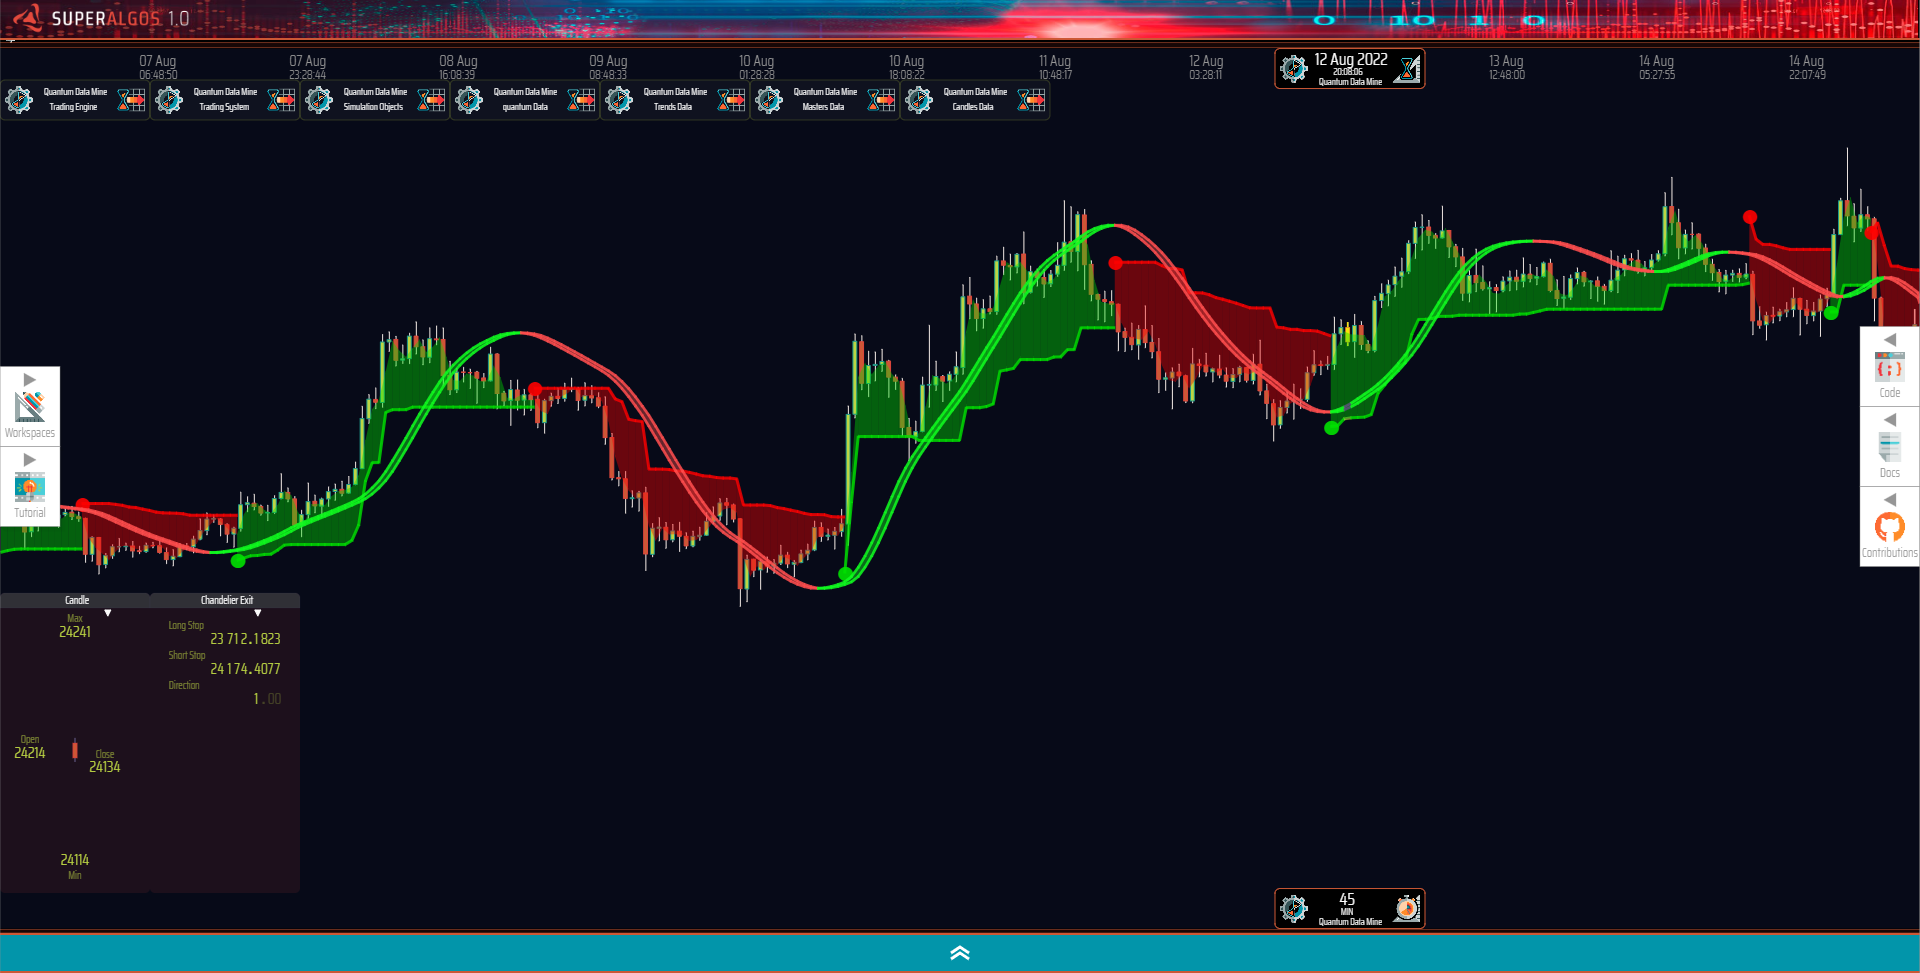 SUPERALGOS 1.0
0 10 1 0
07 Aug
06:48:50
07 Aug
23:28:44
08 Aug
16:08:39
09 Aug
08:48:33
10 Aug
01:28:28
10 Aug
18:08:22
11 Aug
10:48:17
12 Aug
03:28:11
12 Aug 2022
20:08:06
Quantum Data Mine
13 Aug
12:48:00
14 Aug
05:27:55
14 Aug
22:07:49
Quantum Data Mine
Trading Engine
Quantum Data Mine
Trading System
Quantum Data Mine
Simulation Objects
Quantum Data Mine
quantum Data
Quantum Data Mine
Trends Data
Quantum Data Mine
Masters Data
Quantum Data Mine
Candles Data
Workspaces
Tutorial
Code
Docs
Contributions
Candle
Max
24241
Open
24214
Close
24134
24114
Min
Chandelier Exit
Long Stop
23 712.1823
Short Stop
24 174.4077
Direction
1.00
45
MIN
Quantum Data Mine